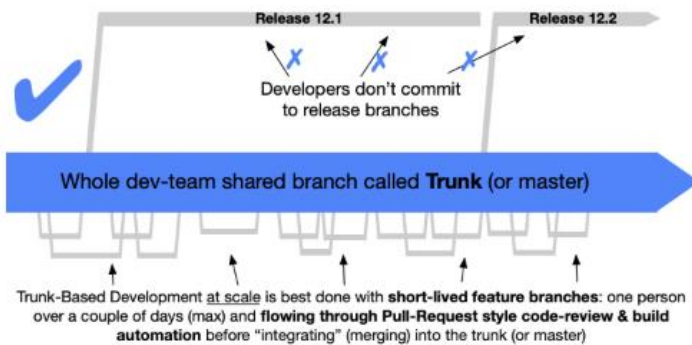 Release 12.1
Release 12.2
Developers don't commit
to release branches
Whole dev-team shared branch called Trunk (or master)
Trunk-Based Development at scale is best done with short-lived feature branches: one person
over a couple of days (max) and flowing through Pull-Request style code-review & build
automation before “integrating” (merging) into the trunk (or master)